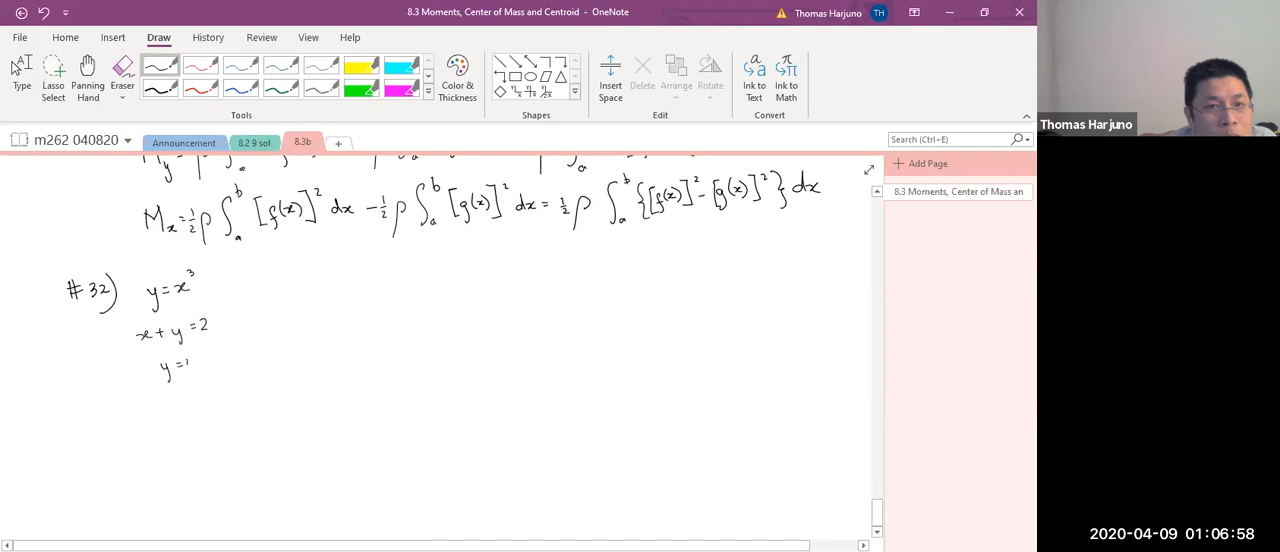 8.3 Moments, Center of Mass and Centroid - OneNote
Thomas Harjuno TH
File Home Insert Draw History Review View Help
Type Lasso Select Panning Hand Eraser Color & Thickness Insert Space Delete Arrange Rotate Ink to Text Ink to Math
Tools Shapes Edit Convert
m262 040820 Announcement 8.2 9 sol 8.3b Search (Ctrl+E)
Add Page
8.3 Moments, Center of Mass an
Mₓ = ½ρ ∫ₐᵇ [f(x)]² dx − ½ρ ∫ₐᵇ [g(x)]² dx = ½ρ ∫ₐᵇ {[f(x)]² − [g(x)]²} dx
#32) y = x³
x + y = 2
y =
Thomas Harjuno
2020-04-09 01:06:58